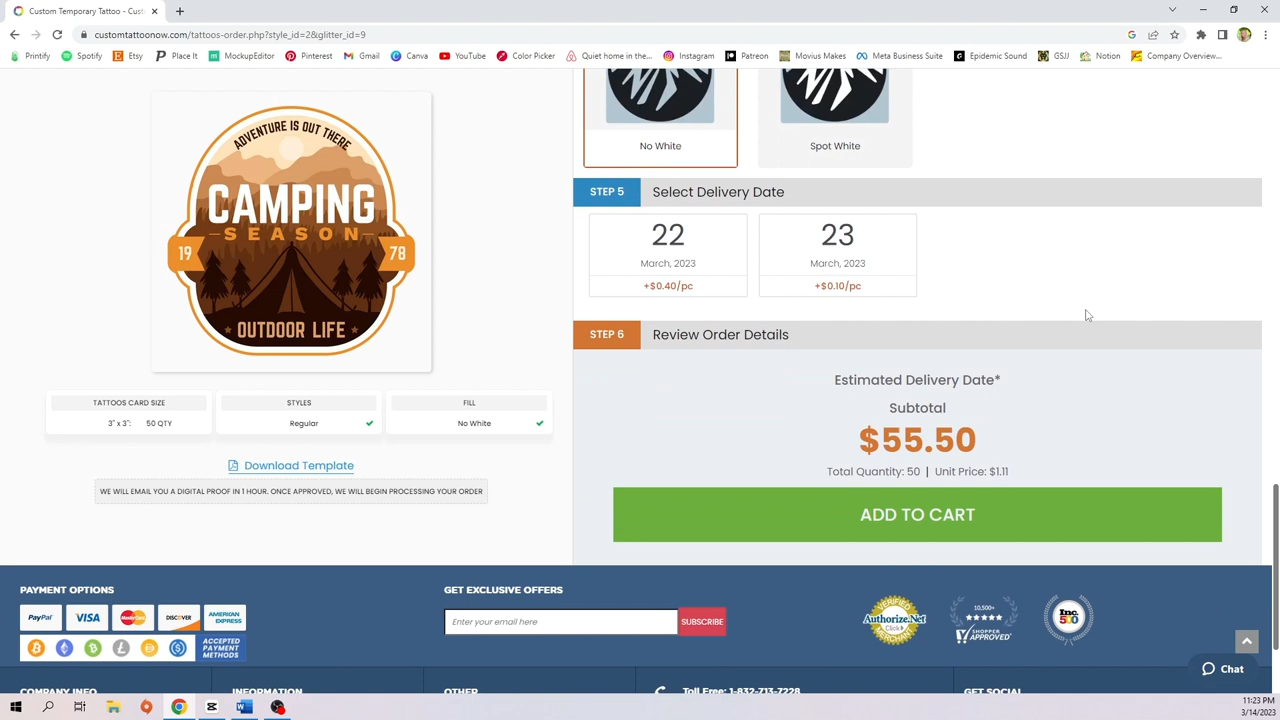 Custom Temporary Tattoo - Cust
customtattoonow.com/tattoos-order.php?style_id=2&glitter_id=9
Printify
Spotify
Etsy
Place It
MockupEditor
Pinterest
Gmail
Canva
YouTube
Color Picker
Quiet home in the...
Instagram
Patreon
Movius Makes
Meta Business Suite
Epidemic Sound
GSJJ
Notion
Company Overview...
ADVENTURE IS OUT THERE
CAMPING
SEASON
19 78
OUTDOOR LIFE
TATTOOS CARD SIZE
3" x 3": 50 QTY
STYLES
Regular
FILL
No White
Download Template
WE WILL EMAIL YOU A DIGITAL PROOF IN 1 HOUR. ONCE APPROVED, WE WILL BEGIN PROCESSING YOUR ORDER
No White
Spot White
STEP 5 Select Delivery Date
22
March, 2023
+$0.40/pc
23
March, 2023
+$0.10/pc
STEP 6 Review Order Details
Estimated Delivery Date*
Subtotal
$55.50
Total Quantity: 50 | Unit Price: $1.11
ADD TO CART
PAYMENT OPTIONS
PayPal
VISA
MasterCard
DISCOVER
AMERICAN EXPRESS
ACCEPTED PAYMENT METHODS
GET EXCLUSIVE OFFERS
Enter your email here
SUBSCRIBE
VERIFIED
Authorize.Net
Click
MERCHANT
10,500+
SHOPPER APPROVED
Inc. 500
Chat
COMPANY INFO
INFORMATION
OTHER
Toll Free: 1-832-713-7228
GET SOCIAL
11:23 PM
3/14/2023